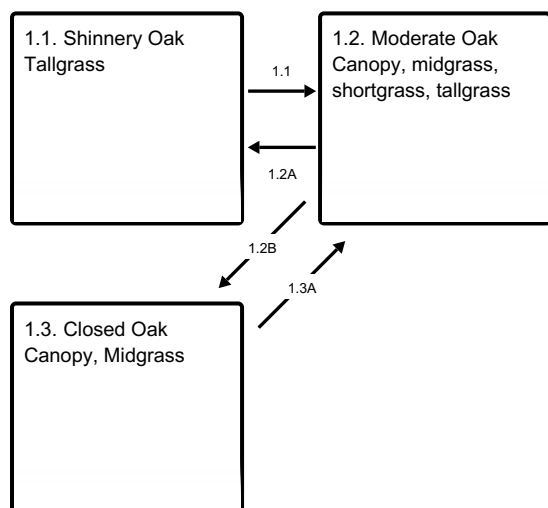 1.1. Shinnery Oak
Tallgrass
1.1
1.2. Moderate Oak
Canopy, midgrass,
shortgrass, tallgrass
1.2A
1.2B
1.3A
1.3. Closed Oak
Canopy, Midgrass